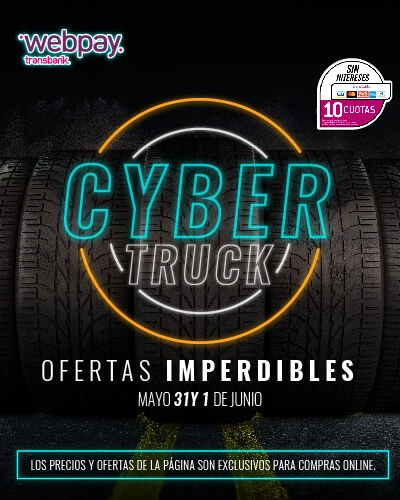 webpay.
transbank.
SIN
INTERESES
10 CUOTAS
CYBER
TRUCK
OFERTAS IMPERDIBLES
MAYO 31 Y 1 DE JUNIO
LOS PRECIOS Y OFERTAS DE LA PÁGINA SON EXCLUSIVOS PARA COMPRAS ONLINE.